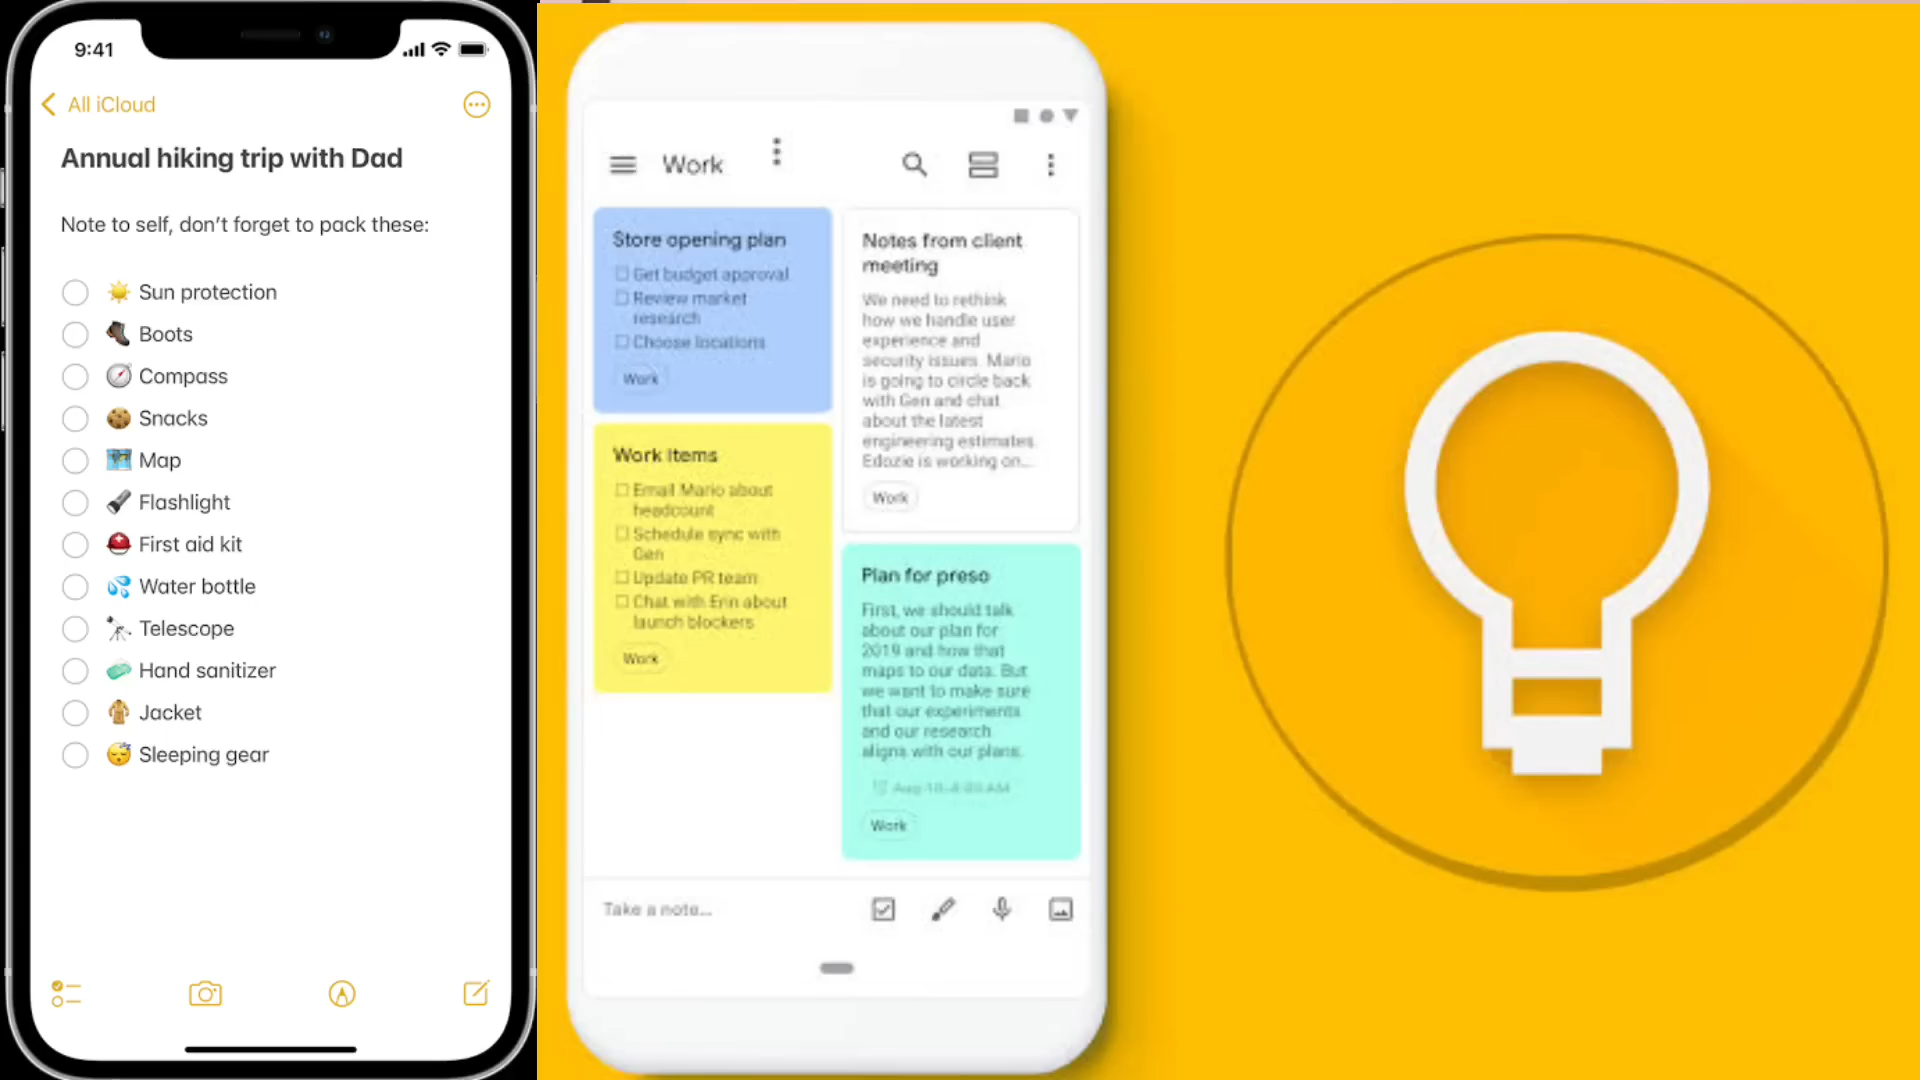 9:41
All iCloud
Annual hiking trip with Dad
Note to self, don’t forget to pack these:
Sun protection
Boots
Compass
Snacks
Map
Flashlight
First aid kit
Water bottle
Telescope
Hand sanitizer
Jacket
Sleeping gear
Work
Store opening plan
Get budget approval
Review market
research
Choose locations
Work
Work Items
Email Mario about
headcount
Schedule sync with
Gen
Update PR team
Chat with Erin about
launch blockers
Work
Notes from client
meeting
We need to rethink
how we handle user
experience and
security issues. Mario
is going to circle back
with Gen and chat
about the latest
engineering estimates.
Edozie is working on...
Work
Plan for preso
First, we should talk
about our plan for
2019 and how that
maps to our data. But
we want to make sure
that our experiments
and our research
aligns with our plans.
Work
Take a note...